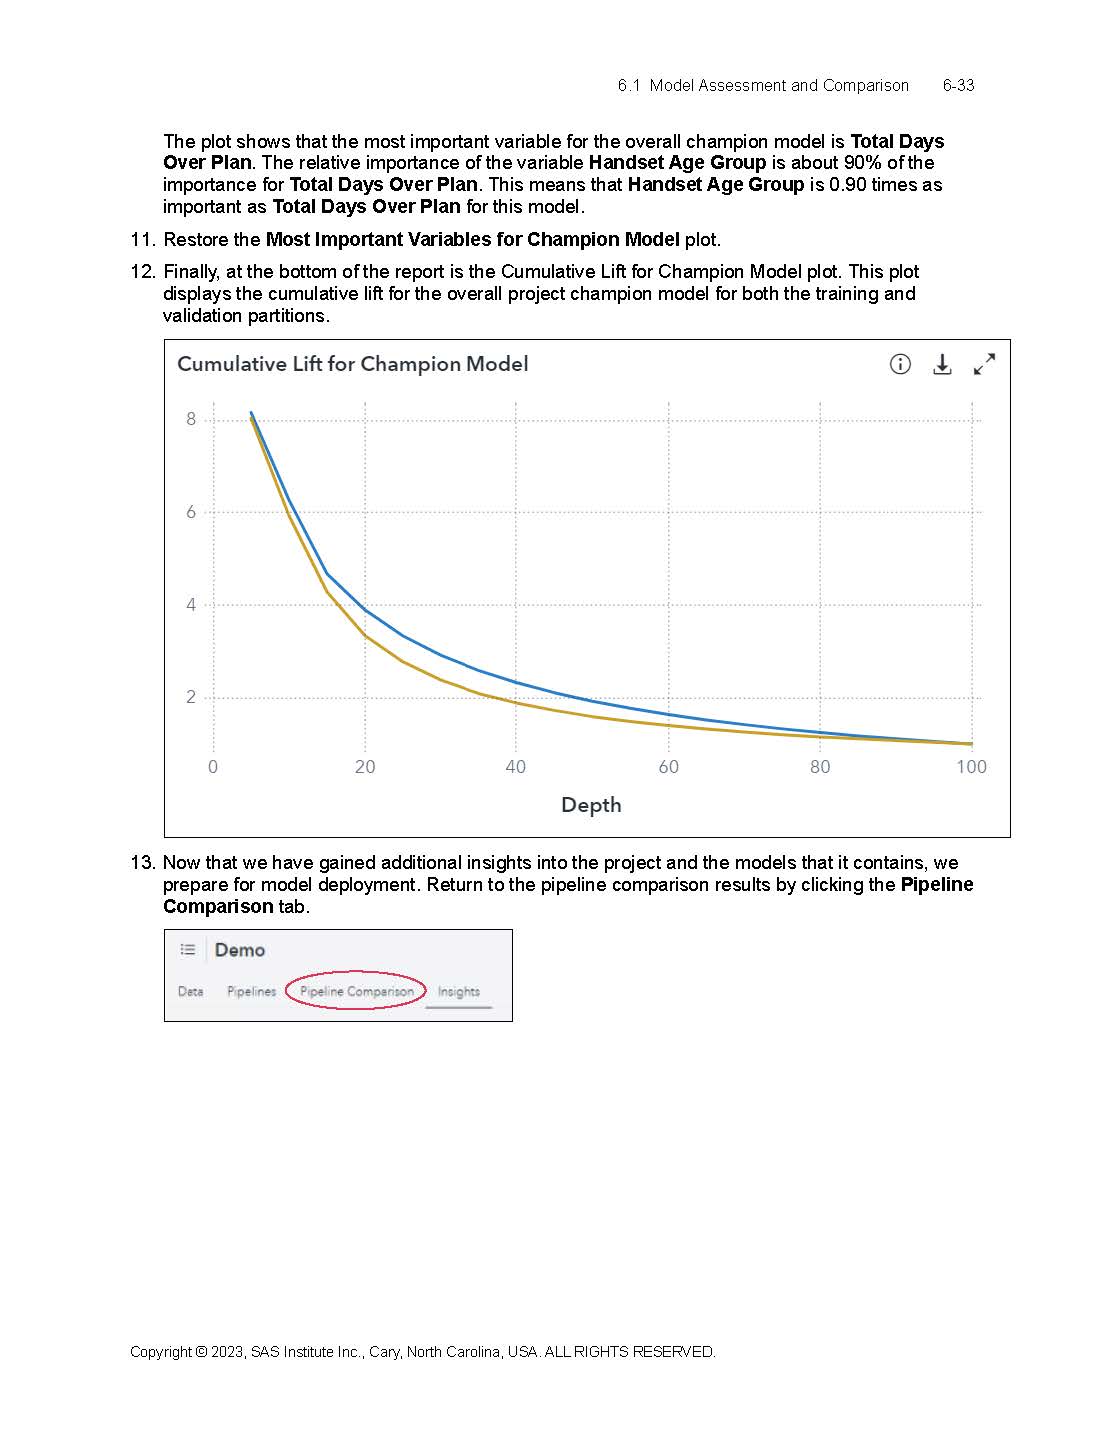 6.1 Model Assessment and Comparison 6-33
The plot shows that the most important variable for the overall champion model is Total Days
Over Plan. The relative importance of the variable Handset Age Group is about 90% of the
importance for Total Days Over Plan. This means that Handset Age Group is 0.90 times as
important as Total Days Over Plan for this model.
11. Restore the Most Important Variables for Champion Model plot.
12. Finally, at the bottom of the report is the Cumulative Lift for Champion Model plot. This plot
displays the cumulative lift for the overall project champion model for both the training and
validation partitions.
Cumulative Lift for Champion Model
8
6
4
2
0 20 40 60 80 100
Depth
13. Now that we have gained additional insights into the project and the models that it contains, we
prepare for model deployment. Return to the pipeline comparison results by clicking the Pipeline
Comparison tab.
Demo
Data Pipelines Pipeline Comparison Insights
Copyright © 2023, SAS Institute Inc., Cary, North Carolina, USA. ALL RIGHTS RESERVED.